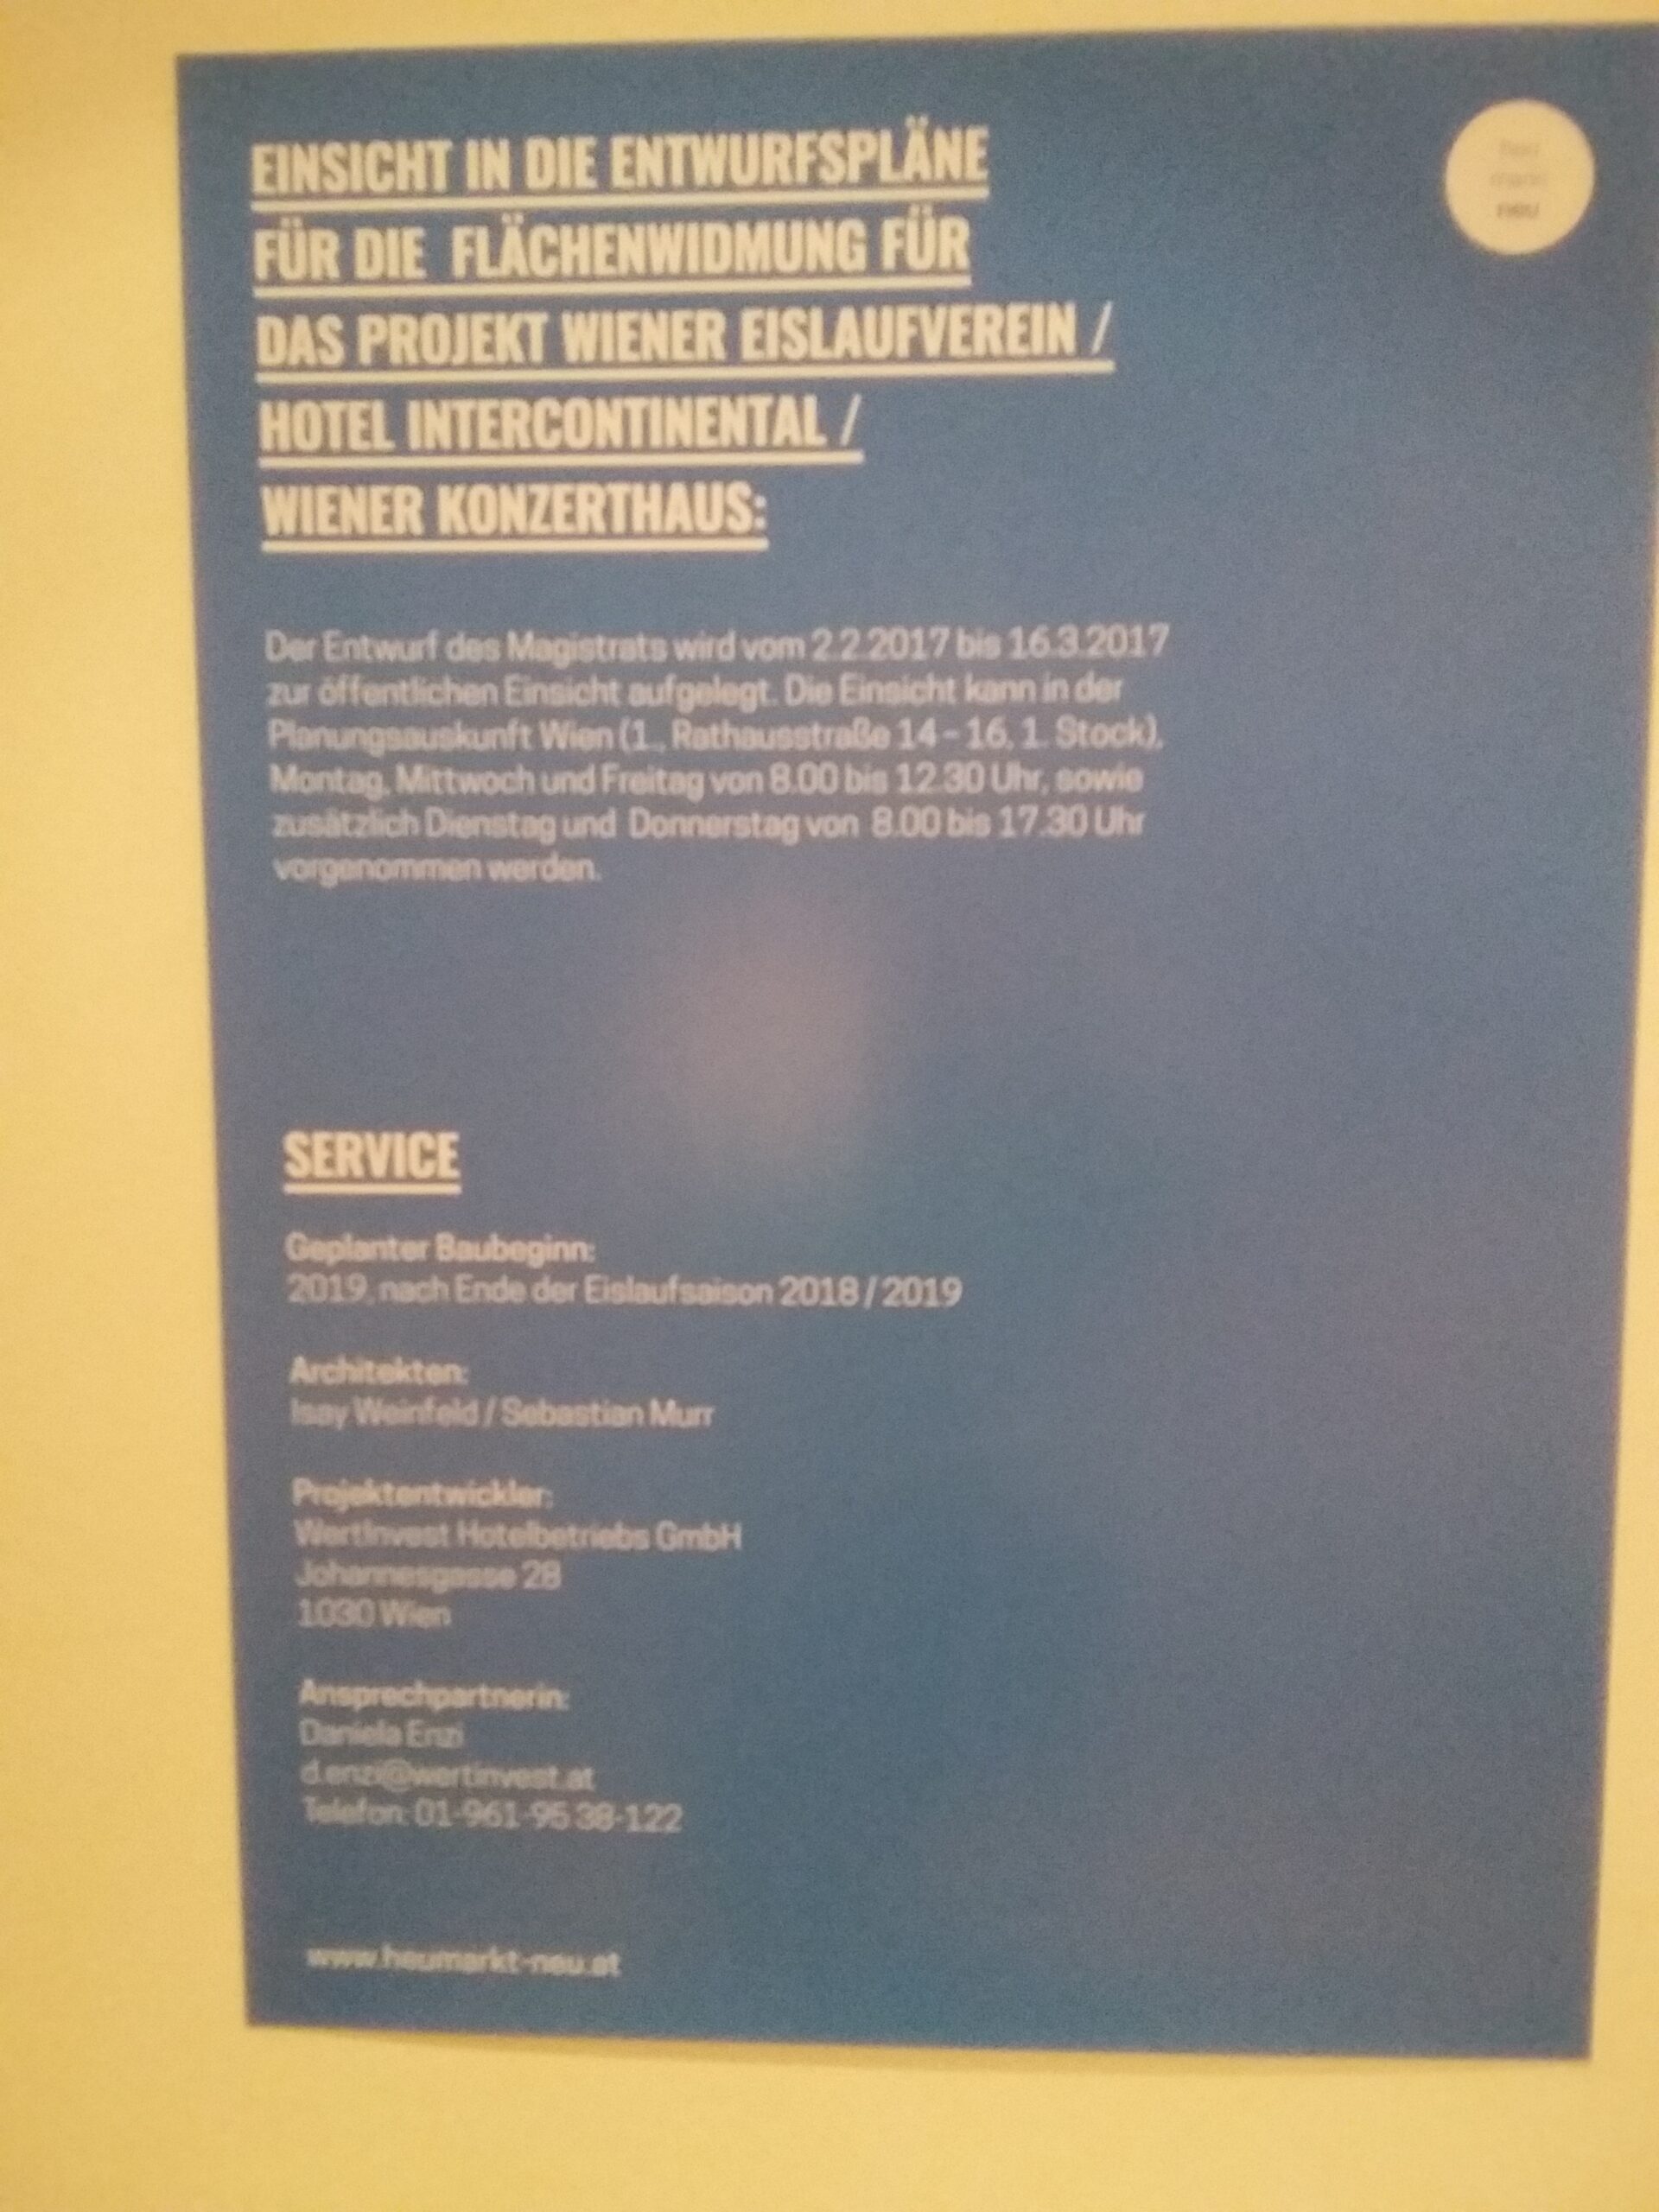 EINSICHT IN DIE ENTWURFSPLÄNE
FÜR DIE FLÄCHENWIDMUNG FÜR
DAS PROJEKT WIENER EISLAUFVEREIN /
HOTEL INTERCONTINENTAL /
WIENER KONZERTHAUS:
neu
Der Entwurf des Magistrats wird vom 2.2.2017 bis 16.3.2017
zur öffentlichen Einsicht aufgelegt. Die Einsicht kann in der
Planungsauskunft Wien (1., Rathausstraße 14 – 16, 1. Stock),
Montag, Mittwoch und Freitag von 8.00 bis 12.30 Uhr, sowie
zusätzlich Dienstag und Donnerstag von 8.00 bis 17.30 Uhr
vorgenommen werden.
SERVICE
Geplanter Baubeginn:
2019, nach Ende der Eislaufsaison 2018 / 2019
Architekten:
Isay Weinfeld / Sebastian Murr
Projektentwickler:
WertInvest Hotelbetriebs GmbH
Johannesgasse 28
1030 Wien
Ansprechpartnerin:
Daniela Enzi
d.enzi@wertinvest.at
Telefon: 01-961-95 38-122
www.heumarkt-neu.at